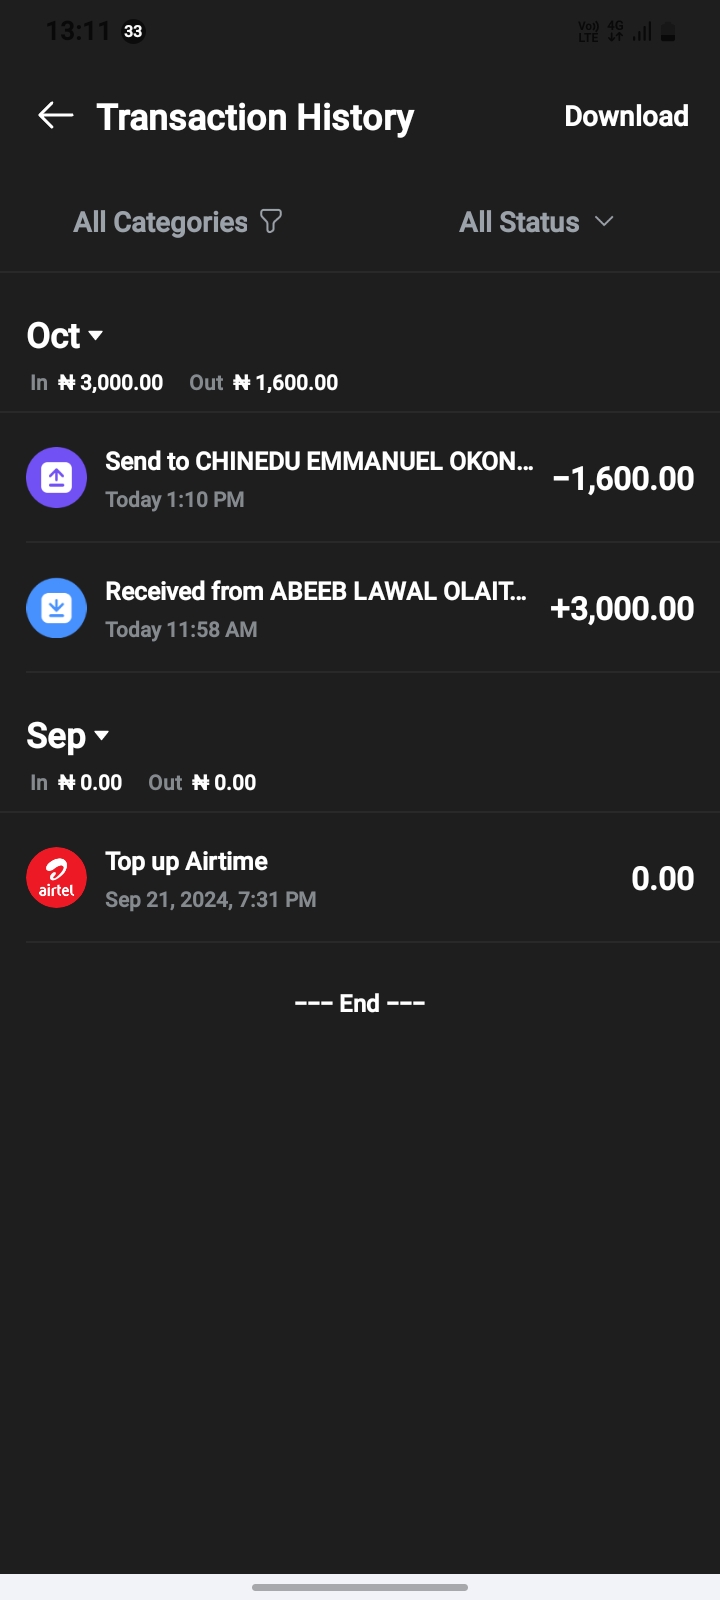 13:11 33 Vo)) LTE 4G
Transaction History Download
All Categories All Status
Oct
In ₦ 3,000.00 Out ₦ 1,600.00
Send to CHINEDU EMMANUEL OKON... −1,600.00
Today 1:10 PM
Received from ABEEB LAWAL OLAIT... +3,000.00
Today 11:58 AM
Sep
In ₦ 0.00 Out ₦ 0.00
airtel Top up Airtime 0.00
Sep 21, 2024, 7:31 PM
--- End ---